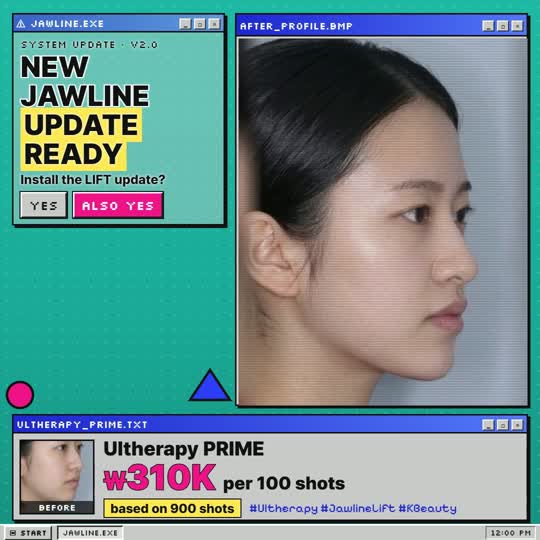 JAWLINE.EXE
SYSTEM UPDATE · V2.0
NEW
JAWLINE
UPDATE
READY
Install the LIFT update?
YES
ALSO YES
AFTER_PROFILE.BMP
ULTHERAPY_PRIME.TXT
BEFORE
Ultherapy PRIME
₩310K per 100 shots
based on 900 shots #Ultherapy #JawlineLift #KBeauty
START
JAWLINE.EXE
12:00 PM